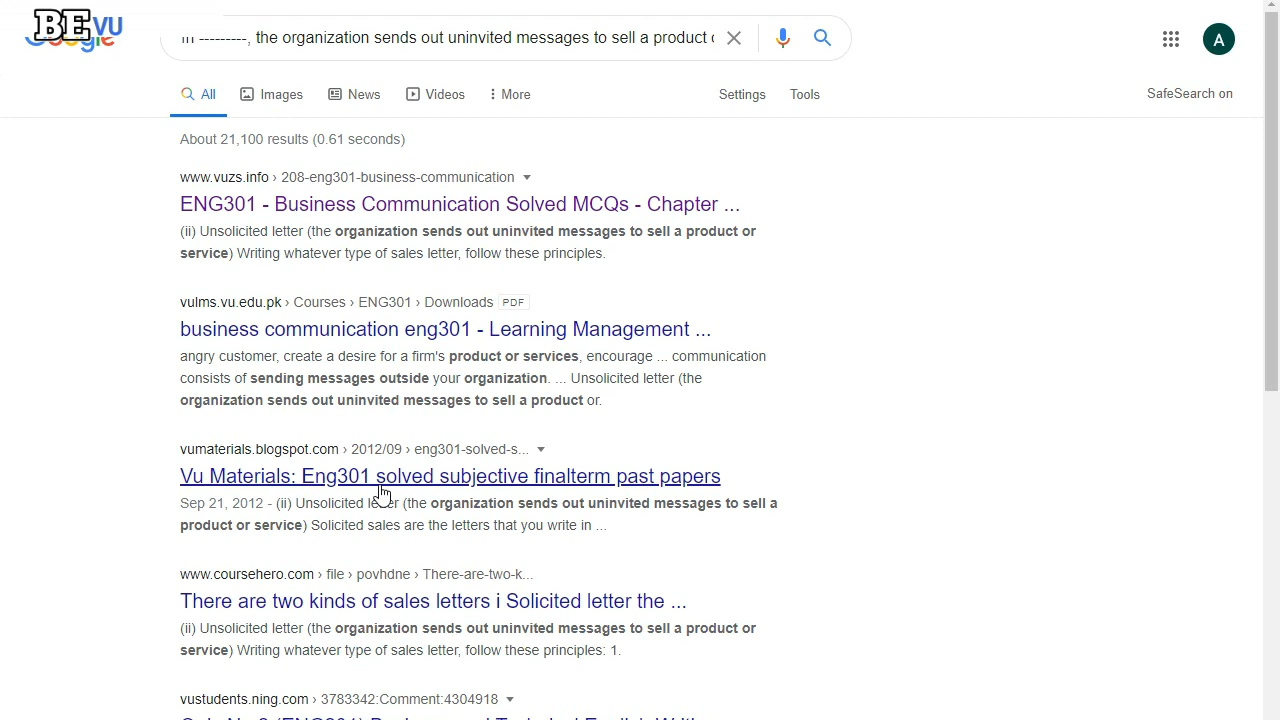 BEVU
---------, the organization sends out uninvited messages to sell a product
A
All Images News Videos More Settings Tools SafeSearch on
About 21,100 results (0.61 seconds)
www.vuzs.info › 208-eng301-business-communication
ENG301 - Business Communication Solved MCQs - Chapter ...
(ii) Unsolicited letter (the organization sends out uninvited messages to sell a product or
service) Writing whatever type of sales letter, follow these principles.
vulms.vu.edu.pk › Courses › ENG301 › Downloads PDF
business communication eng301 - Learning Management ...
angry customer, create a desire for a firm's product or services, encourage ... communication
consists of sending messages outside your organization. ... Unsolicited letter (the
organization sends out uninvited messages to sell a product or.
vumaterials.blogspot.com › 2012/09 › eng301-solved-s...
Vu Materials: Eng301 solved subjective finalterm past papers
Sep 21, 2012 - (ii) Unsolicited letter (the organization sends out uninvited messages to sell a
product or service) Solicited sales are the letters that you write in ...
www.coursehero.com › file › povhdne › There-are-two-k...
There are two kinds of sales letters i Solicited letter the ...
(ii) Unsolicited letter (the organization sends out uninvited messages to sell a product or
service) Writing whatever type of sales letter, follow these principles: 1.
vustudents.ning.com › 3783342:Comment:4304918